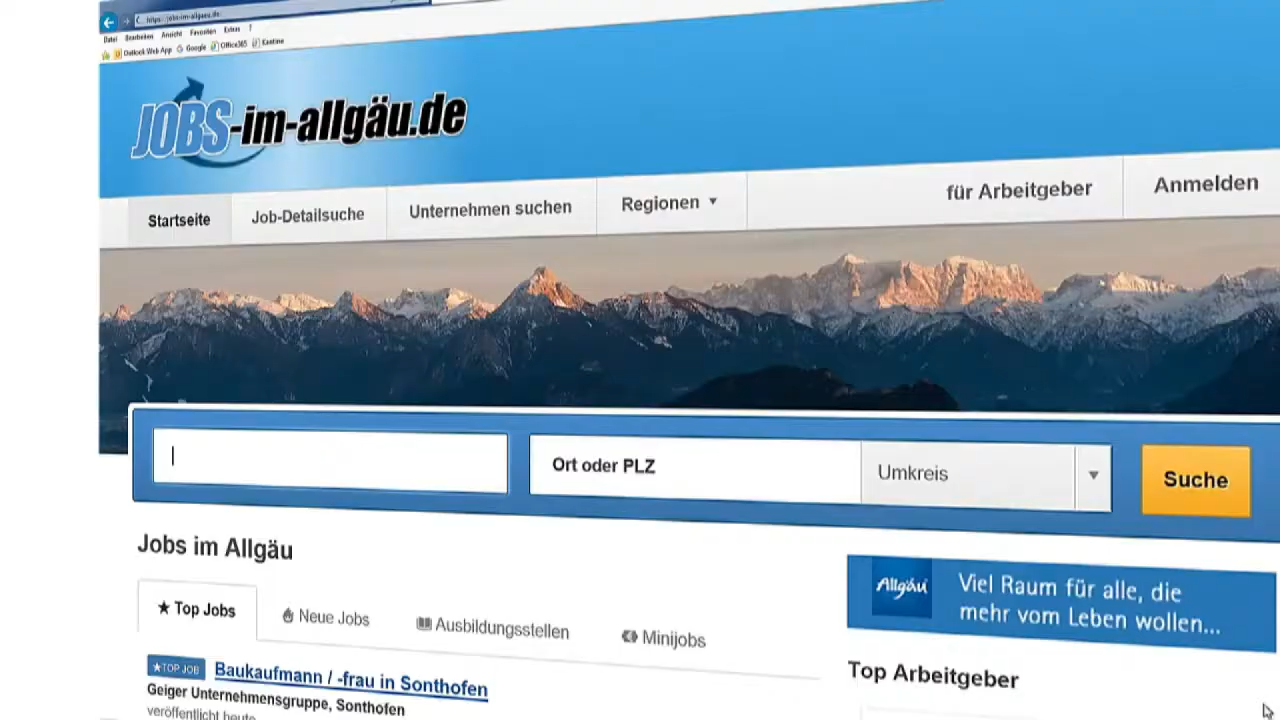 https://jobs-im-allgaeu.de
Datei Bearbeiten Ansicht Favoriten Extras ?
Outlook Web App Google Office365 Kantine
JOBS-im-allgäu.de
Startseite Job-Detailsuche Unternehmen suchen Regionen ▼ für Arbeitgeber Anmelden
Ort oder PLZ Umkreis ▼ Suche
Jobs im Allgäu
★ Top Jobs Neue Jobs Ausbildungsstellen Minijobs
Allgäu Viel Raum für alle, die
mehr vom Leben wollen...
★TOP JOB Baukaufmann / -frau in Sonthofen
Geiger Unternehmensgruppe, Sonthofen
veröffentlicht heute
Top Arbeitgeber